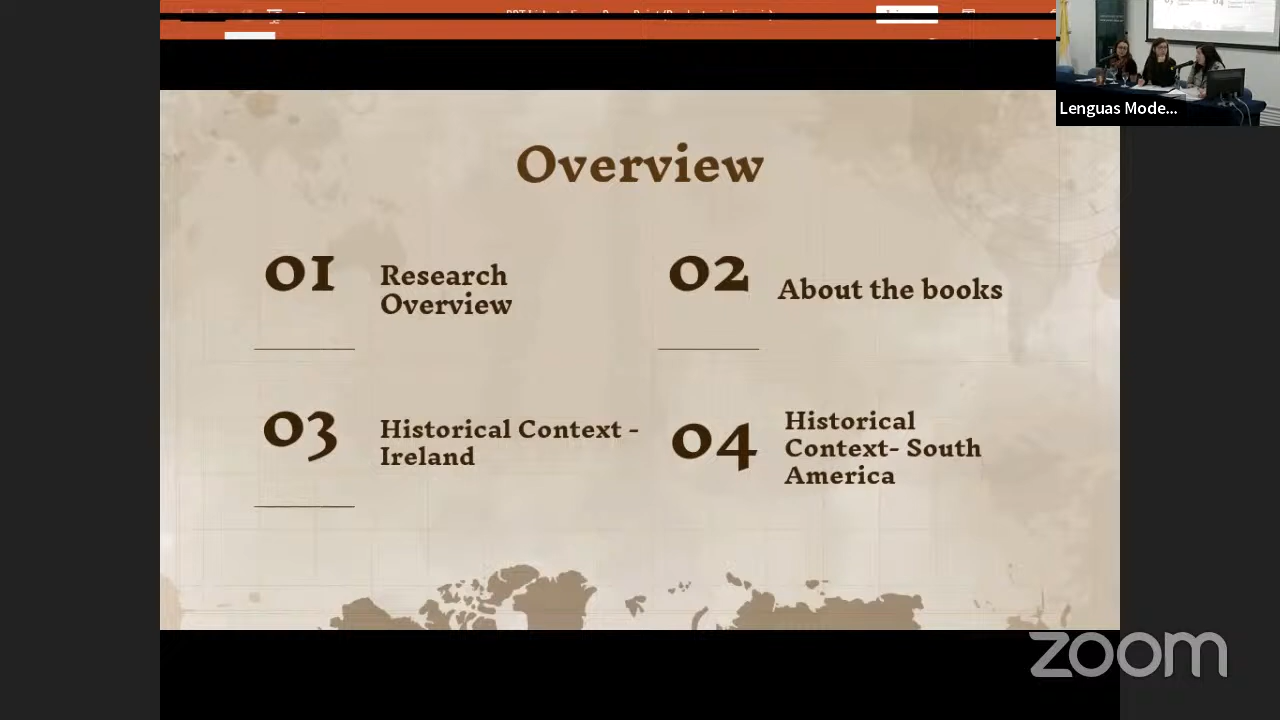 Lenguas Mode...
Overview
01
Research
Overview
02
About the books
03
Historical Context -
Ireland
04
Historical
Context- South
America
zoom